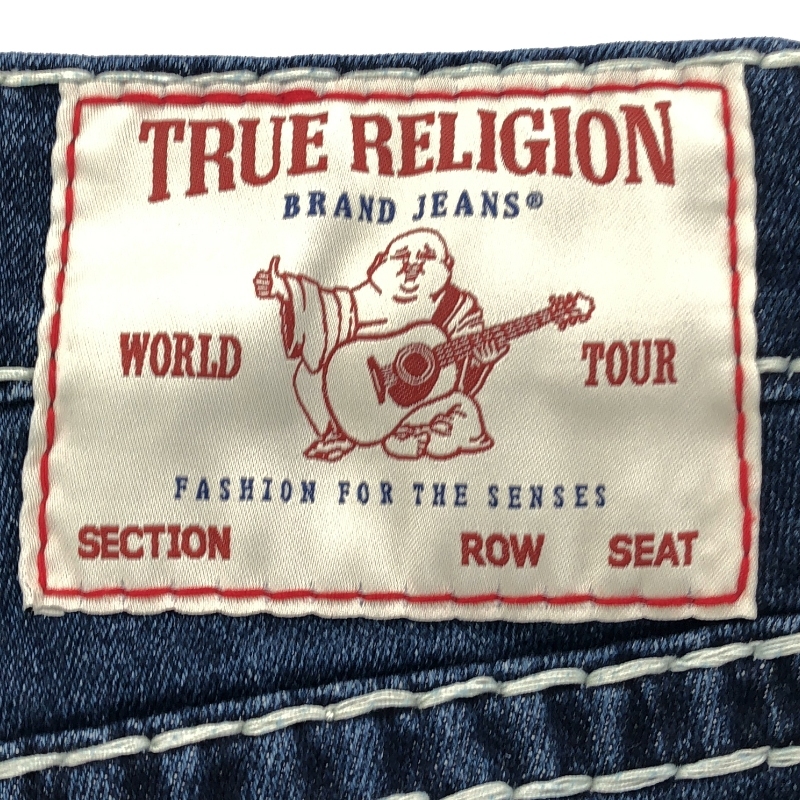 TRUE RELIGION
BRAND JEANS®
WORLD TOUR
FASHION FOR THE SENSES
SECTION ROW SEAT